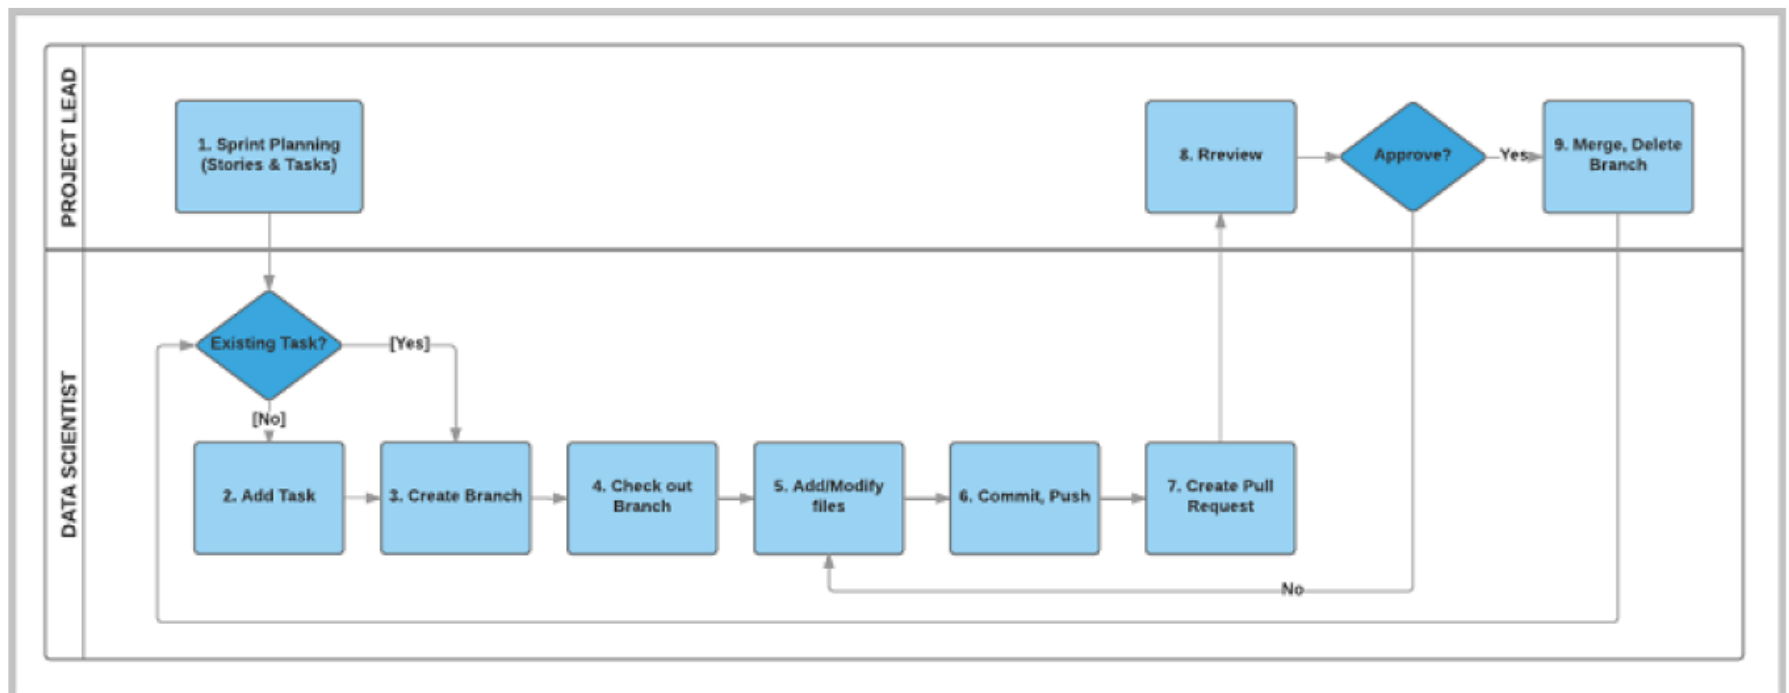 PROJECT LEAD
1. Sprint Planning
(Stories & Tasks)
8. Rreview
Approve?
Yes
9. Merge, Delete
Branch
DATA SCIENTIST
Existing Task?
[Yes]
[No]
2. Add Task
3. Create Branch
4. Check out
Branch
5. Add/Modify
files
6. Commit, Push
7. Create Pull
Request
No